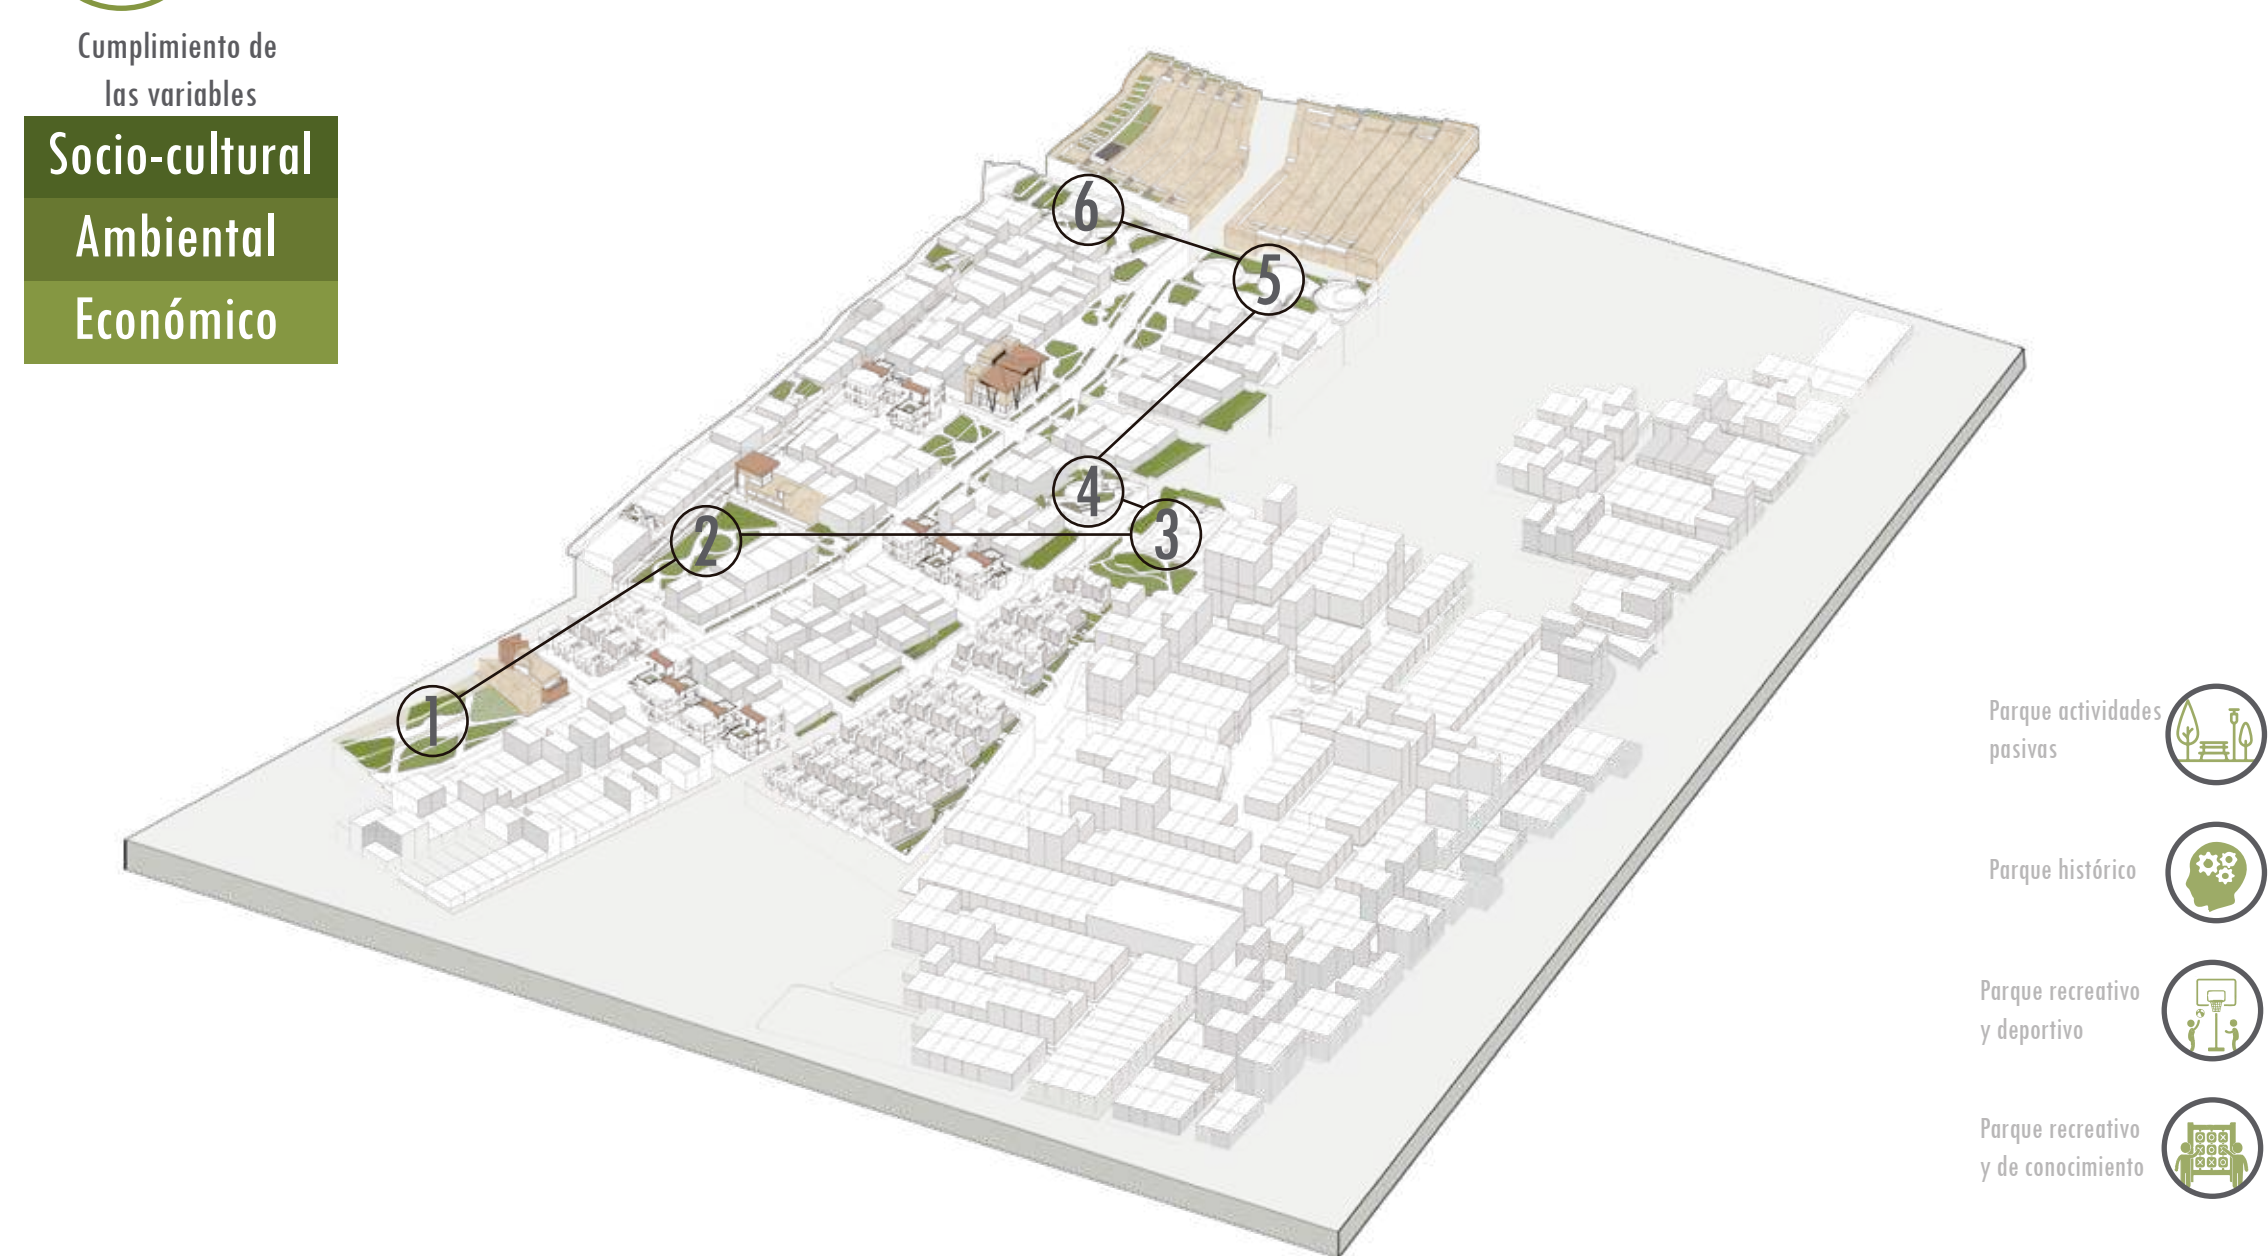 Cumplimiento de
las variables
Socio-cultural
Ambiental
Económico
6
5
4
3
2
1
Parque actividades
pasivas
Parque histórico
Parque recreativo
y deportivo
Parque recreativo
y de conocimiento